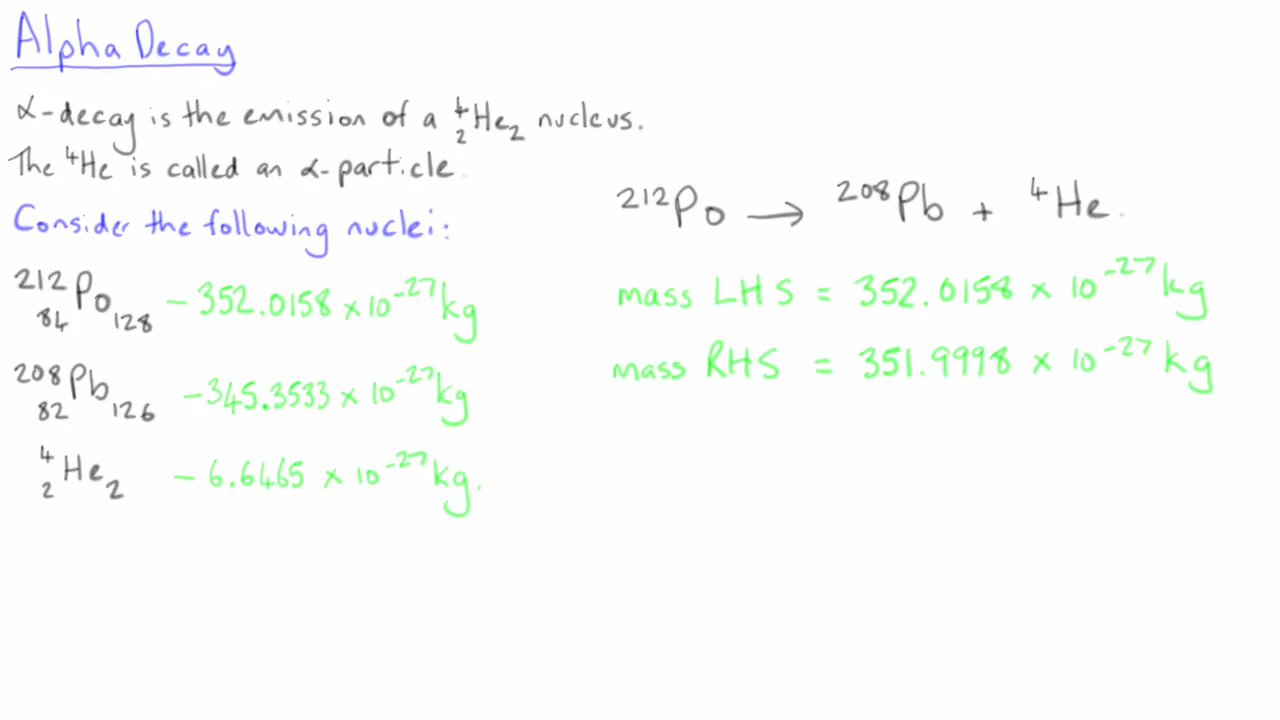 Alpha Decay
α-decay is the emission of a ⁴₂He₂ nucleus.
The ⁴He is called an α-particle.
Consider the following nuclei:
²¹²₈₄Po₁₂₈ – 352.0158 × 10⁻²⁷ kg
²⁰⁸₈₂Pb₁₂₆ – 345.3533 × 10⁻²⁷ kg
⁴₂He₂ – 6.6465 × 10⁻²⁷ kg.
²¹²Po → ²⁰⁸Pb + ⁴He.
mass LHS = 352.0158 × 10⁻²⁷ kg
mass RHS = 351.9998 × 10⁻²⁷ kg